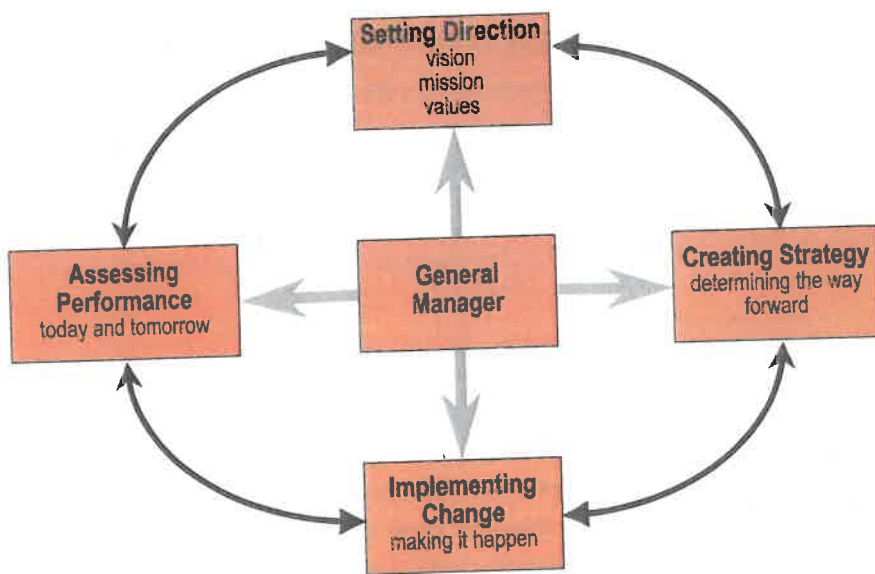 Setting Direction
vision
mission
values
Assessing
Performance
today and tomorrow
General
Manager
Creating Strategy
determining the way
forward
Implementing
Change
making it happen